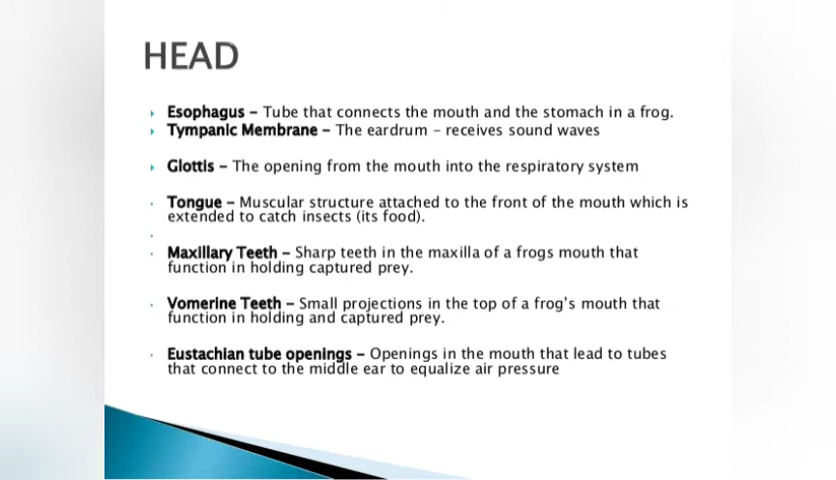 HEAD
Esophagus – Tube that connects the mouth and the stomach in a frog.
Tympanic Membrane – The eardrum – receives sound waves
Glottis – The opening from the mouth into the respiratory system
Tongue – Muscular structure attached to the front of the mouth which is
extended to catch insects (its food).
Maxillary Teeth – Sharp teeth in the maxilla of a frogs mouth that
function in holding captured prey.
Vomerine Teeth – Small projections in the top of a frog's mouth that
function in holding and captured prey.
Eustachian tube openings – Openings in the mouth that lead to tubes
that connect to the middle ear to equalize air pressure